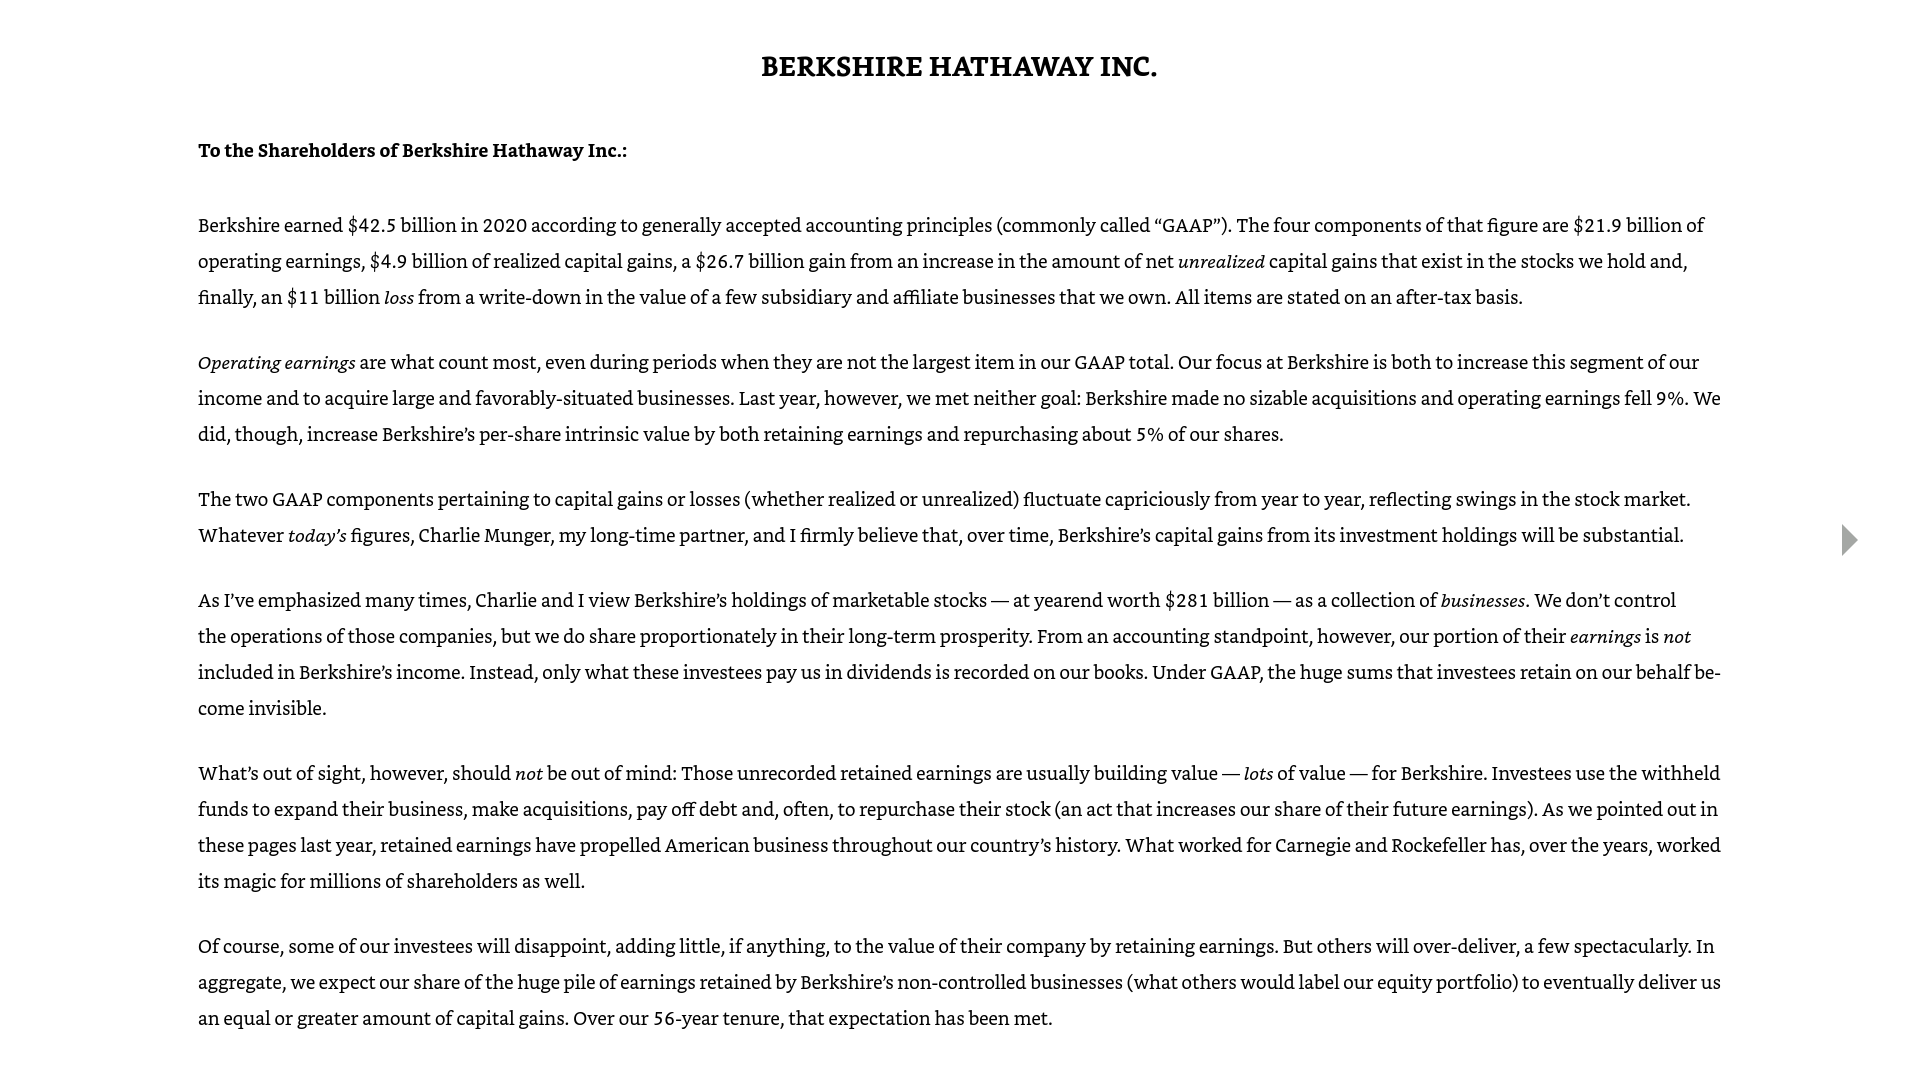 BERKSHIRE HATHAWAY INC.
To the Shareholders of Berkshire Hathaway Inc.:
Berkshire earned $42.5 billion in 2020 according to generally accepted accounting principles (commonly called “GAAP”). The four components of that figure are $21.9 billion of
operating earnings, $4.9 billion of realized capital gains, a $26.7 billion gain from an increase in the amount of net unrealized capital gains that exist in the stocks we hold and,
finally, an $11 billion loss from a write-down in the value of a few subsidiary and affiliate businesses that we own. All items are stated on an after-tax basis.
Operating earnings are what count most, even during periods when they are not the largest item in our GAAP total. Our focus at Berkshire is both to increase this segment of our
income and to acquire large and favorably-situated businesses. Last year, however, we met neither goal: Berkshire made no sizable acquisitions and operating earnings fell 9%. We
did, though, increase Berkshire’s per-share intrinsic value by both retaining earnings and repurchasing about 5% of our shares.
The two GAAP components pertaining to capital gains or losses (whether realized or unrealized) fluctuate capriciously from year to year, reflecting swings in the stock market.
Whatever today’s figures, Charlie Munger, my long-time partner, and I firmly believe that, over time, Berkshire’s capital gains from its investment holdings will be substantial.
As I’ve emphasized many times, Charlie and I view Berkshire’s holdings of marketable stocks — at yearend worth $281 billion — as a collection of businesses. We don’t control
the operations of those companies, but we do share proportionately in their long-term prosperity. From an accounting standpoint, however, our portion of their earnings is not
included in Berkshire’s income. Instead, only what these investees pay us in dividends is recorded on our books. Under GAAP, the huge sums that investees retain on our behalf be-
come invisible.
What’s out of sight, however, should not be out of mind: Those unrecorded retained earnings are usually building value — lots of value — for Berkshire. Investees use the withheld
funds to expand their business, make acquisitions, pay off debt and, often, to repurchase their stock (an act that increases our share of their future earnings). As we pointed out in
these pages last year, retained earnings have propelled American business throughout our country’s history. What worked for Carnegie and Rockefeller has, over the years, worked
its magic for millions of shareholders as well.
Of course, some of our investees will disappoint, adding little, if anything, to the value of their company by retaining earnings. But others will over-deliver, a few spectacularly. In
aggregate, we expect our share of the huge pile of earnings retained by Berkshire’s non-controlled businesses (what others would label our equity portfolio) to eventually deliver us
an equal or greater amount of capital gains. Over our 56-year tenure, that expectation has been met.